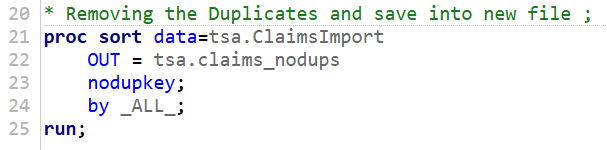 20 * Removing the Duplicates and save into new file ;
21 proc sort data=tsa.ClaimsImport
22     OUT = tsa.claims_nodups
23     nodupkey;
24     by _ALL_;
25 run;